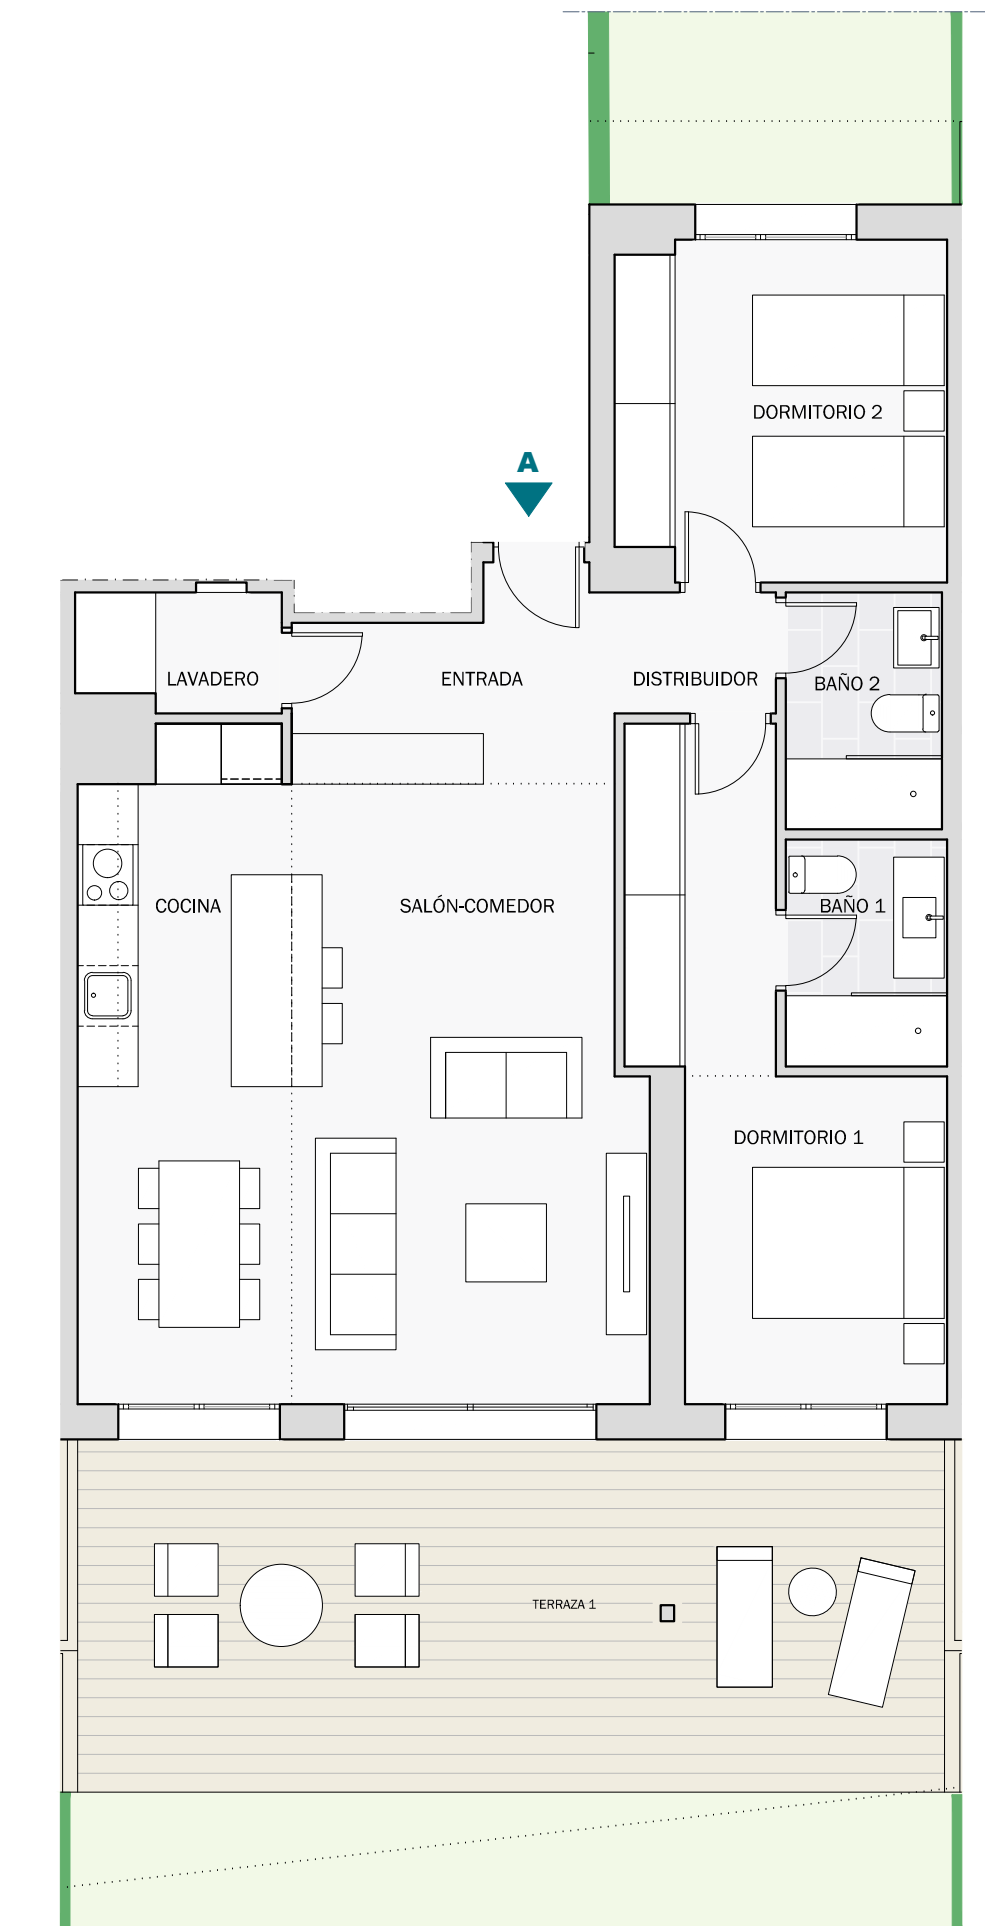 DORMITORIO 2
A
LAVADERO
ENTRADA
DISTRIBUIDOR
BAÑO 2
COCINA
SALÓN-COMEDOR
BAÑO 1
DORMITORIO 1
TERRAZA 1